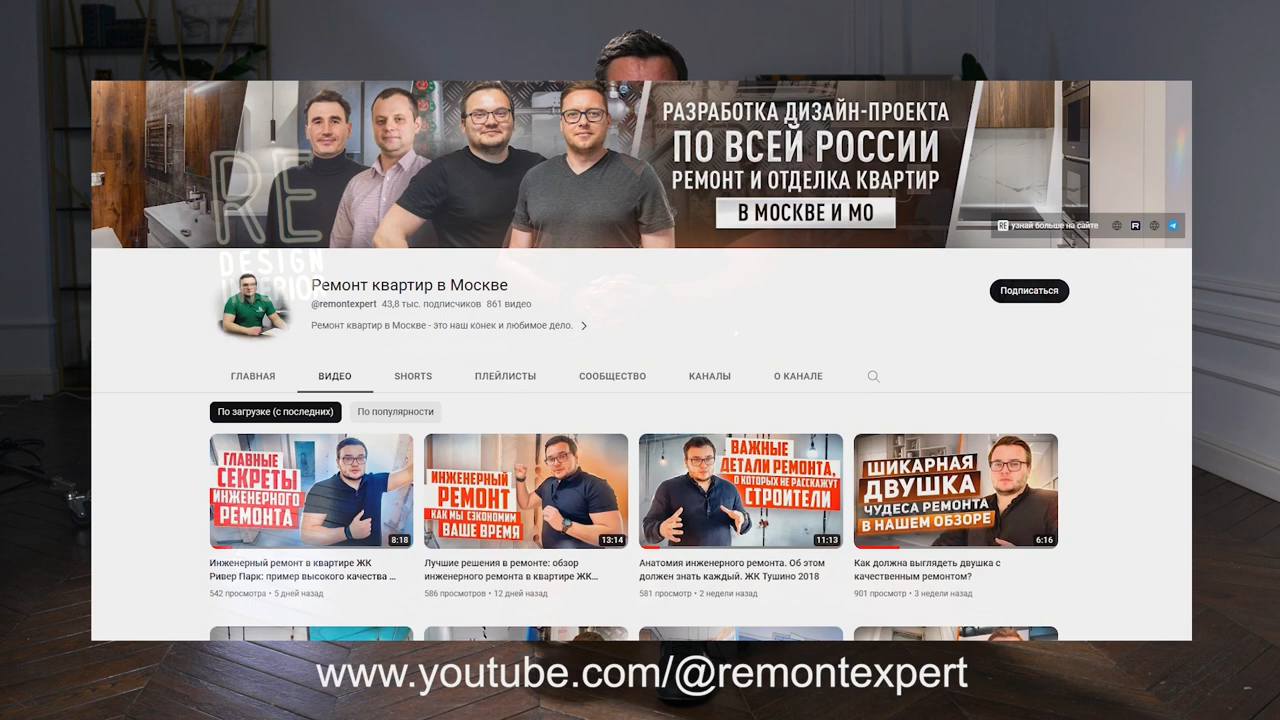 РАЗРАБОТКА ДИЗАЙН-ПРОЕКТА
ПО ВСЕЙ РОССИИ
РЕМОНТ И ОТДЕЛКА КВАРТИР
В МОСКВЕ И МО
RE узнай больше на сайте
RE
DESIGN
INTERIOR
Ремонт квартир в Москве
@remontexpert 43,8 тыс. подписчиков 861 видео
Ремонт квартир в Москве - это наш конек и любимое дело.
Подписаться
ГЛАВНАЯ ВИДЕО SHORTS ПЛЕЙЛИСТЫ СООБЩЕСТВО КАНАЛЫ О КАНАЛЕ
По загрузке (с последних) По популярности
ГЛАВНЫЕ
СЕКРЕТЫ
ИНЖЕНЕРНОГО
РЕМОНТА
8:18
Инженерный ремонт в квартире ЖК
Ривер Парк: пример высокого качества ...
542 просмотра • 5 дней назад
ИНЖЕНЕРНЫЙ
РЕМОНТ
КАК МЫ СЭКОНОМИМ
ВАШЕ ВРЕМЯ
13:14
Лучшие решения в ремонте: обзор
инженерного ремонта в квартире ЖК...
586 просмотров • 12 дней назад
ВАЖНЫЕ
ДЕТАЛИ РЕМОНТА,
О КОТОРЫХ НЕ РАССКАЖУТ
СТРОИТЕЛИ
11:13
Анатомия инженерного ремонта. Об этом
должен знать каждый. ЖК Тушино 2018
581 просмотр • 2 недели назад
ШИКАРНАЯ
ДВУШКА
ЧУДЕСА РЕМОНТА
В НАШЕМ ОБЗОРЕ
6:16
Как должна выглядеть двушка с
качественным ремонтом?
901 просмотр • 3 недели назад
www.youtube.com/@remontexpert